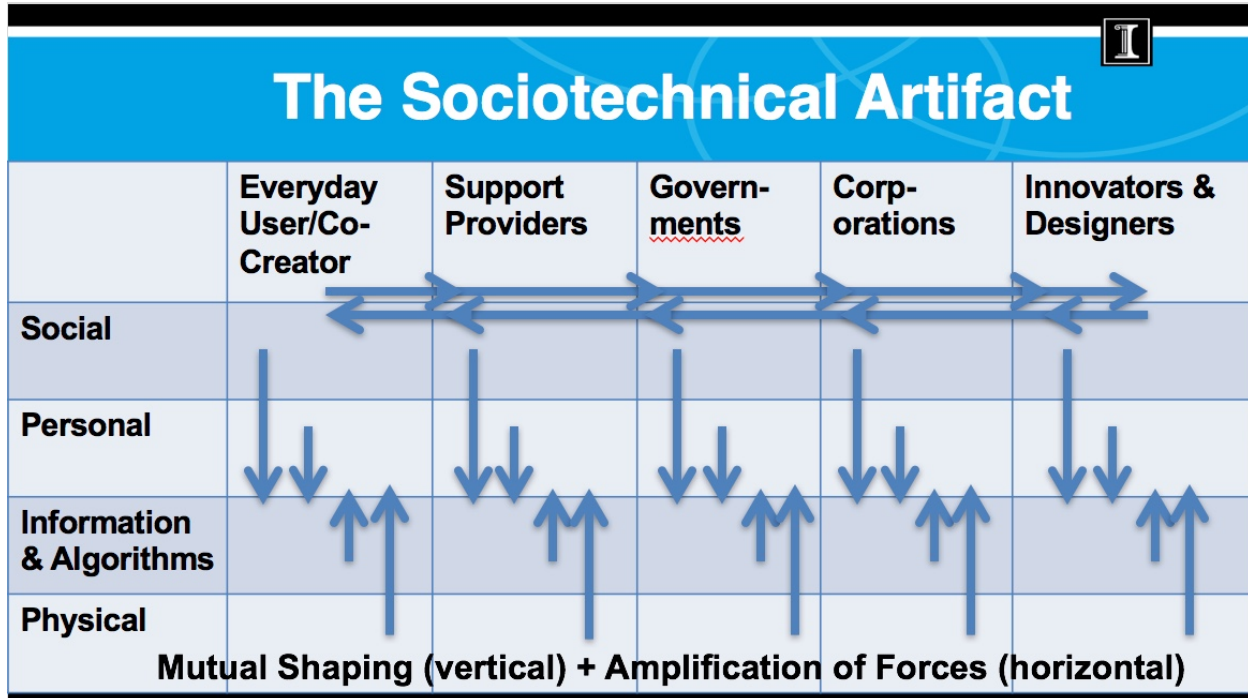 The Sociotechnical Artifact
Everyday
User/Co-
Creator
Support
Providers
Govern-
ments
Corp-
orations
Innovators &
Designers
Social
Personal
Information
& Algorithms
Physical
Mutual Shaping (vertical) + Amplification of Forces (horizontal)